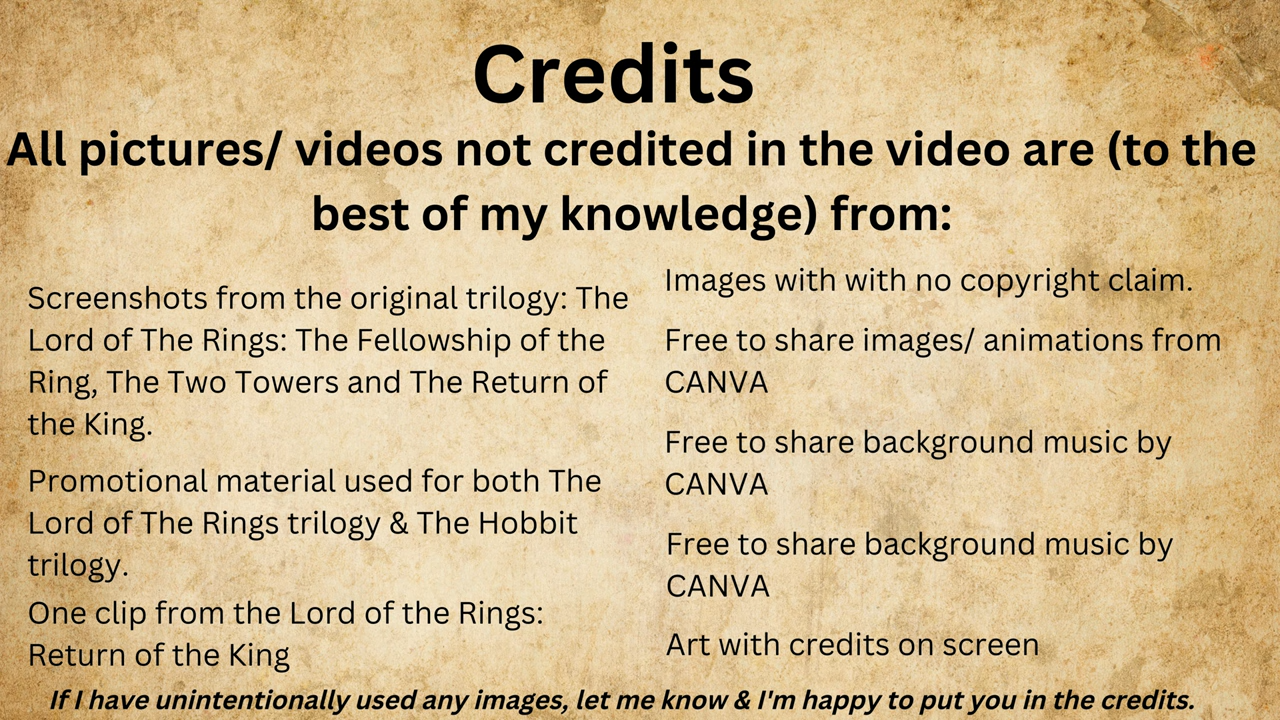 Credits
All pictures/ videos not credited in the video are (to the
best of my knowledge) from:
Screenshots from the original trilogy: The
Lord of The Rings: The Fellowship of the
Ring, The Two Towers and The Return of
the King.
Promotional material used for both The
Lord of The Rings trilogy & The Hobbit
trilogy.
One clip from the Lord of the Rings:
Return of the King
Images with with no copyright claim.
Free to share images/ animations from
CANVA
Free to share background music by
CANVA
Free to share background music by
CANVA
Art with credits on screen
If I have unintentionally used any images, let me know & I'm happy to put you in the credits.